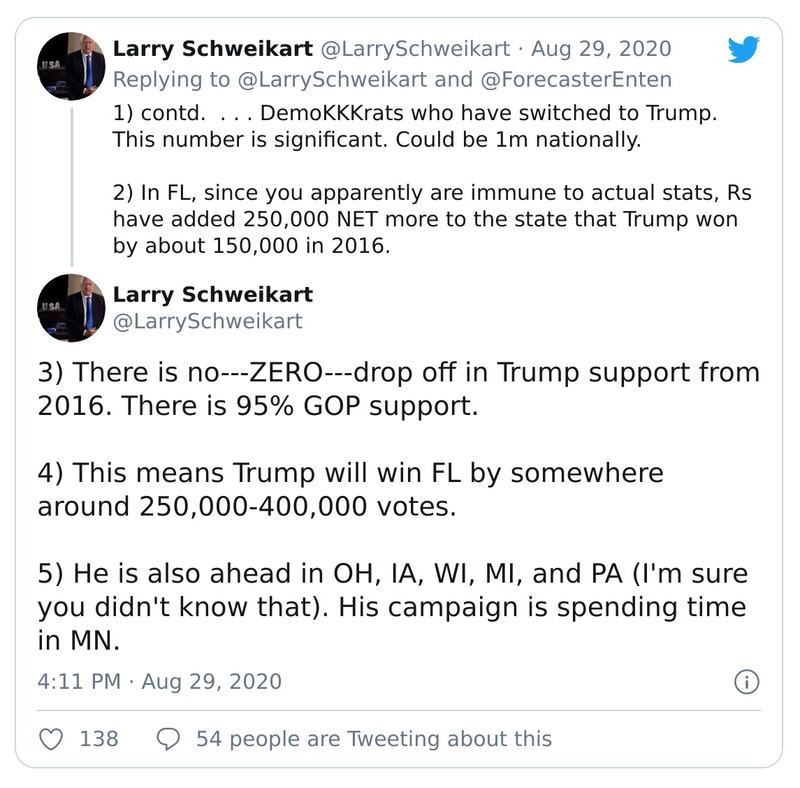 Larry Schweikart @LarrySchweikart · Aug 29, 2020
Replying to @LarrySchweikart and @ForecasterEnten
1) contd.  . . . DemoKKKrats who have switched to Trump.
This number is significant. Could be 1m nationally.
2) In FL, since you apparently are immune to actual stats, Rs
have added 250,000 NET more to the state that Trump won
by about 150,000 in 2016.
USA
Larry Schweikart
@LarrySchweikart
USA
3) There is no---ZERO---drop off in Trump support from
2016. There is 95% GOP support.
4) This means Trump will win FL by somewhere
around 250,000-400,000 votes.
5) He is also ahead in OH, IA, WI, MI, and PA (I'm sure
you didn't know that). His campaign is spending time
in MN.
4:11 PM · Aug 29, 2020
138
54 people are Tweeting about this